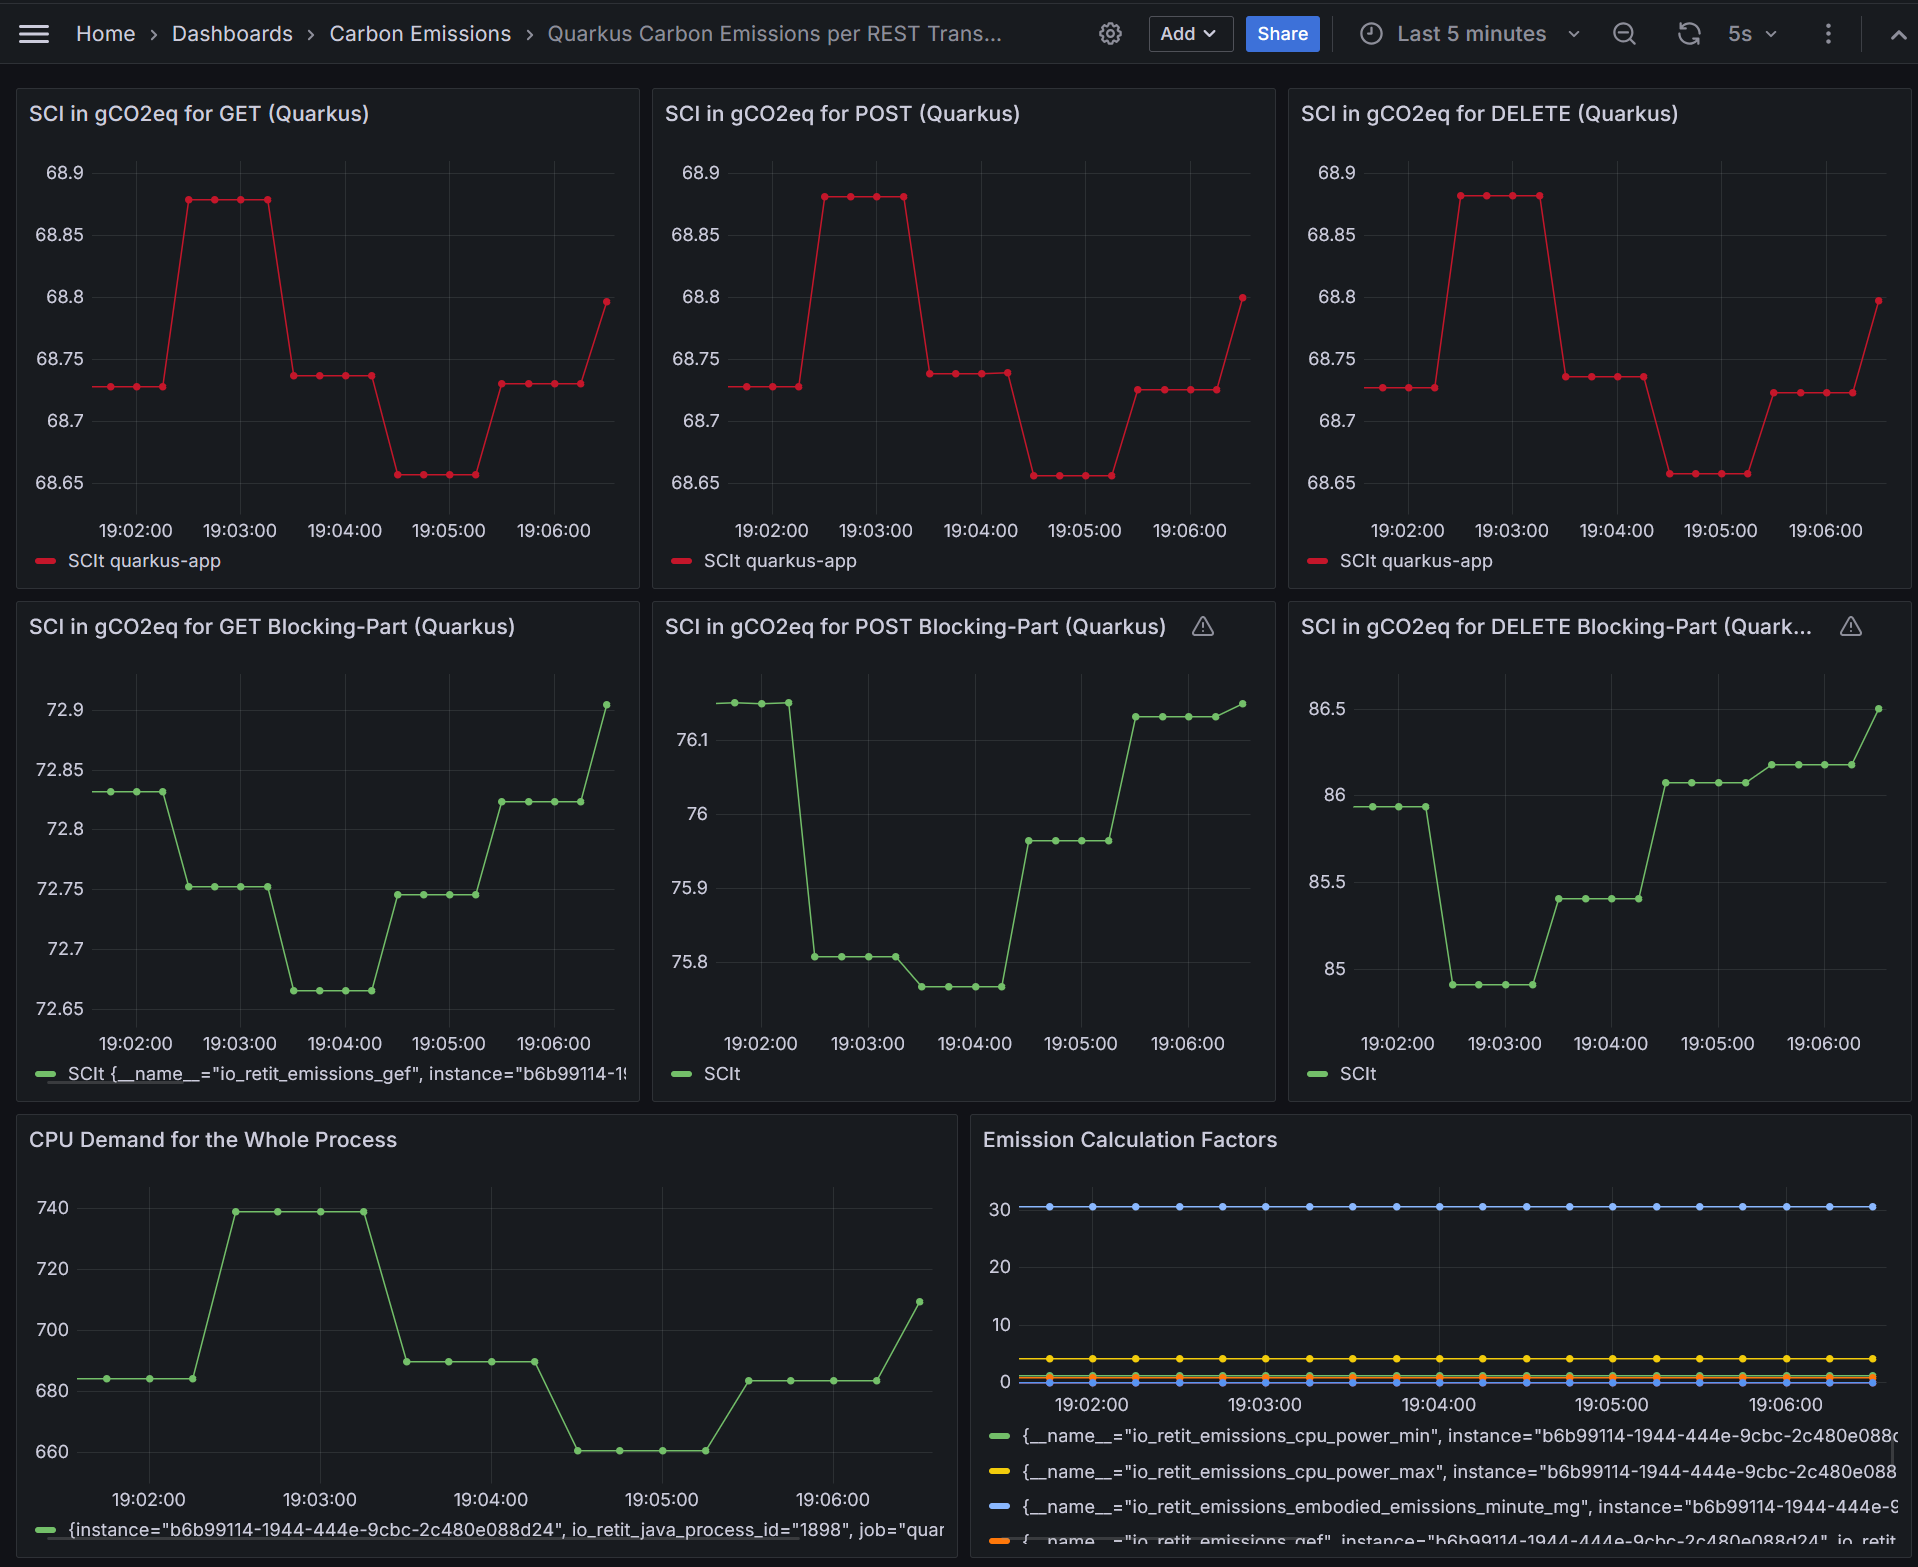 Home › Dashboards › Carbon Emissions › Quarkus Carbon Emissions per REST Trans... Add Share Last 5 minutes 5s
SCI in gCO2eq for GET (Quarkus)
68.9
68.85
68.8
68.75
68.7
68.65
19:02:00 19:03:00 19:04:00 19:05:00 19:06:00
SCIt quarkus-app
SCI in gCO2eq for POST (Quarkus)
68.9
68.85
68.8
68.75
68.7
68.65
19:02:00 19:03:00 19:04:00 19:05:00 19:06:00
SCIt quarkus-app
SCI in gCO2eq for DELETE (Quarkus)
68.9
68.85
68.8
68.75
68.7
68.65
19:02:00 19:03:00 19:04:00 19:05:00 19:06:00
SCIt quarkus-app
SCI in gCO2eq for GET Blocking-Part (Quarkus)
72.9
72.85
72.8
72.75
72.7
72.65
19:02:00 19:03:00 19:04:00 19:05:00 19:06:00
SCIt {__name__="io_retit_emissions_gef", instance="b6b99114-19
SCI in gCO2eq for POST Blocking-Part (Quarkus)
76.1
76
75.9
75.8
19:02:00 19:03:00 19:04:00 19:05:00 19:06:00
SCIt
SCI in gCO2eq for DELETE Blocking-Part (Quark...
86.5
86
85.5
85
19:02:00 19:03:00 19:04:00 19:05:00 19:06:00
SCIt
CPU Demand for the Whole Process
740
720
700
680
660
19:02:00 19:03:00 19:04:00 19:05:00 19:06:00
{instance="b6b99114-1944-444e-9cbc-2c480e088d24", io_retit_java_process_id="1898", job="quar
Emission Calculation Factors
30
20
10
0
19:02:00 19:03:00 19:04:00 19:05:00 19:06:00
{__name__="io_retit_emissions_cpu_power_min", instance="b6b99114-1944-444e-9cbc-2c480e088d
{__name__="io_retit_emissions_cpu_power_max", instance="b6b99114-1944-444e-9cbc-2c480e088
{__name__="io_retit_emissions_embodied_emissions_minute_mg", instance="b6b99114-1944-444e-9
{__name__="io_retit_emissions_gef", instance="b6b99114-1944-444e-9cbc-2c480e088d24", io_retit